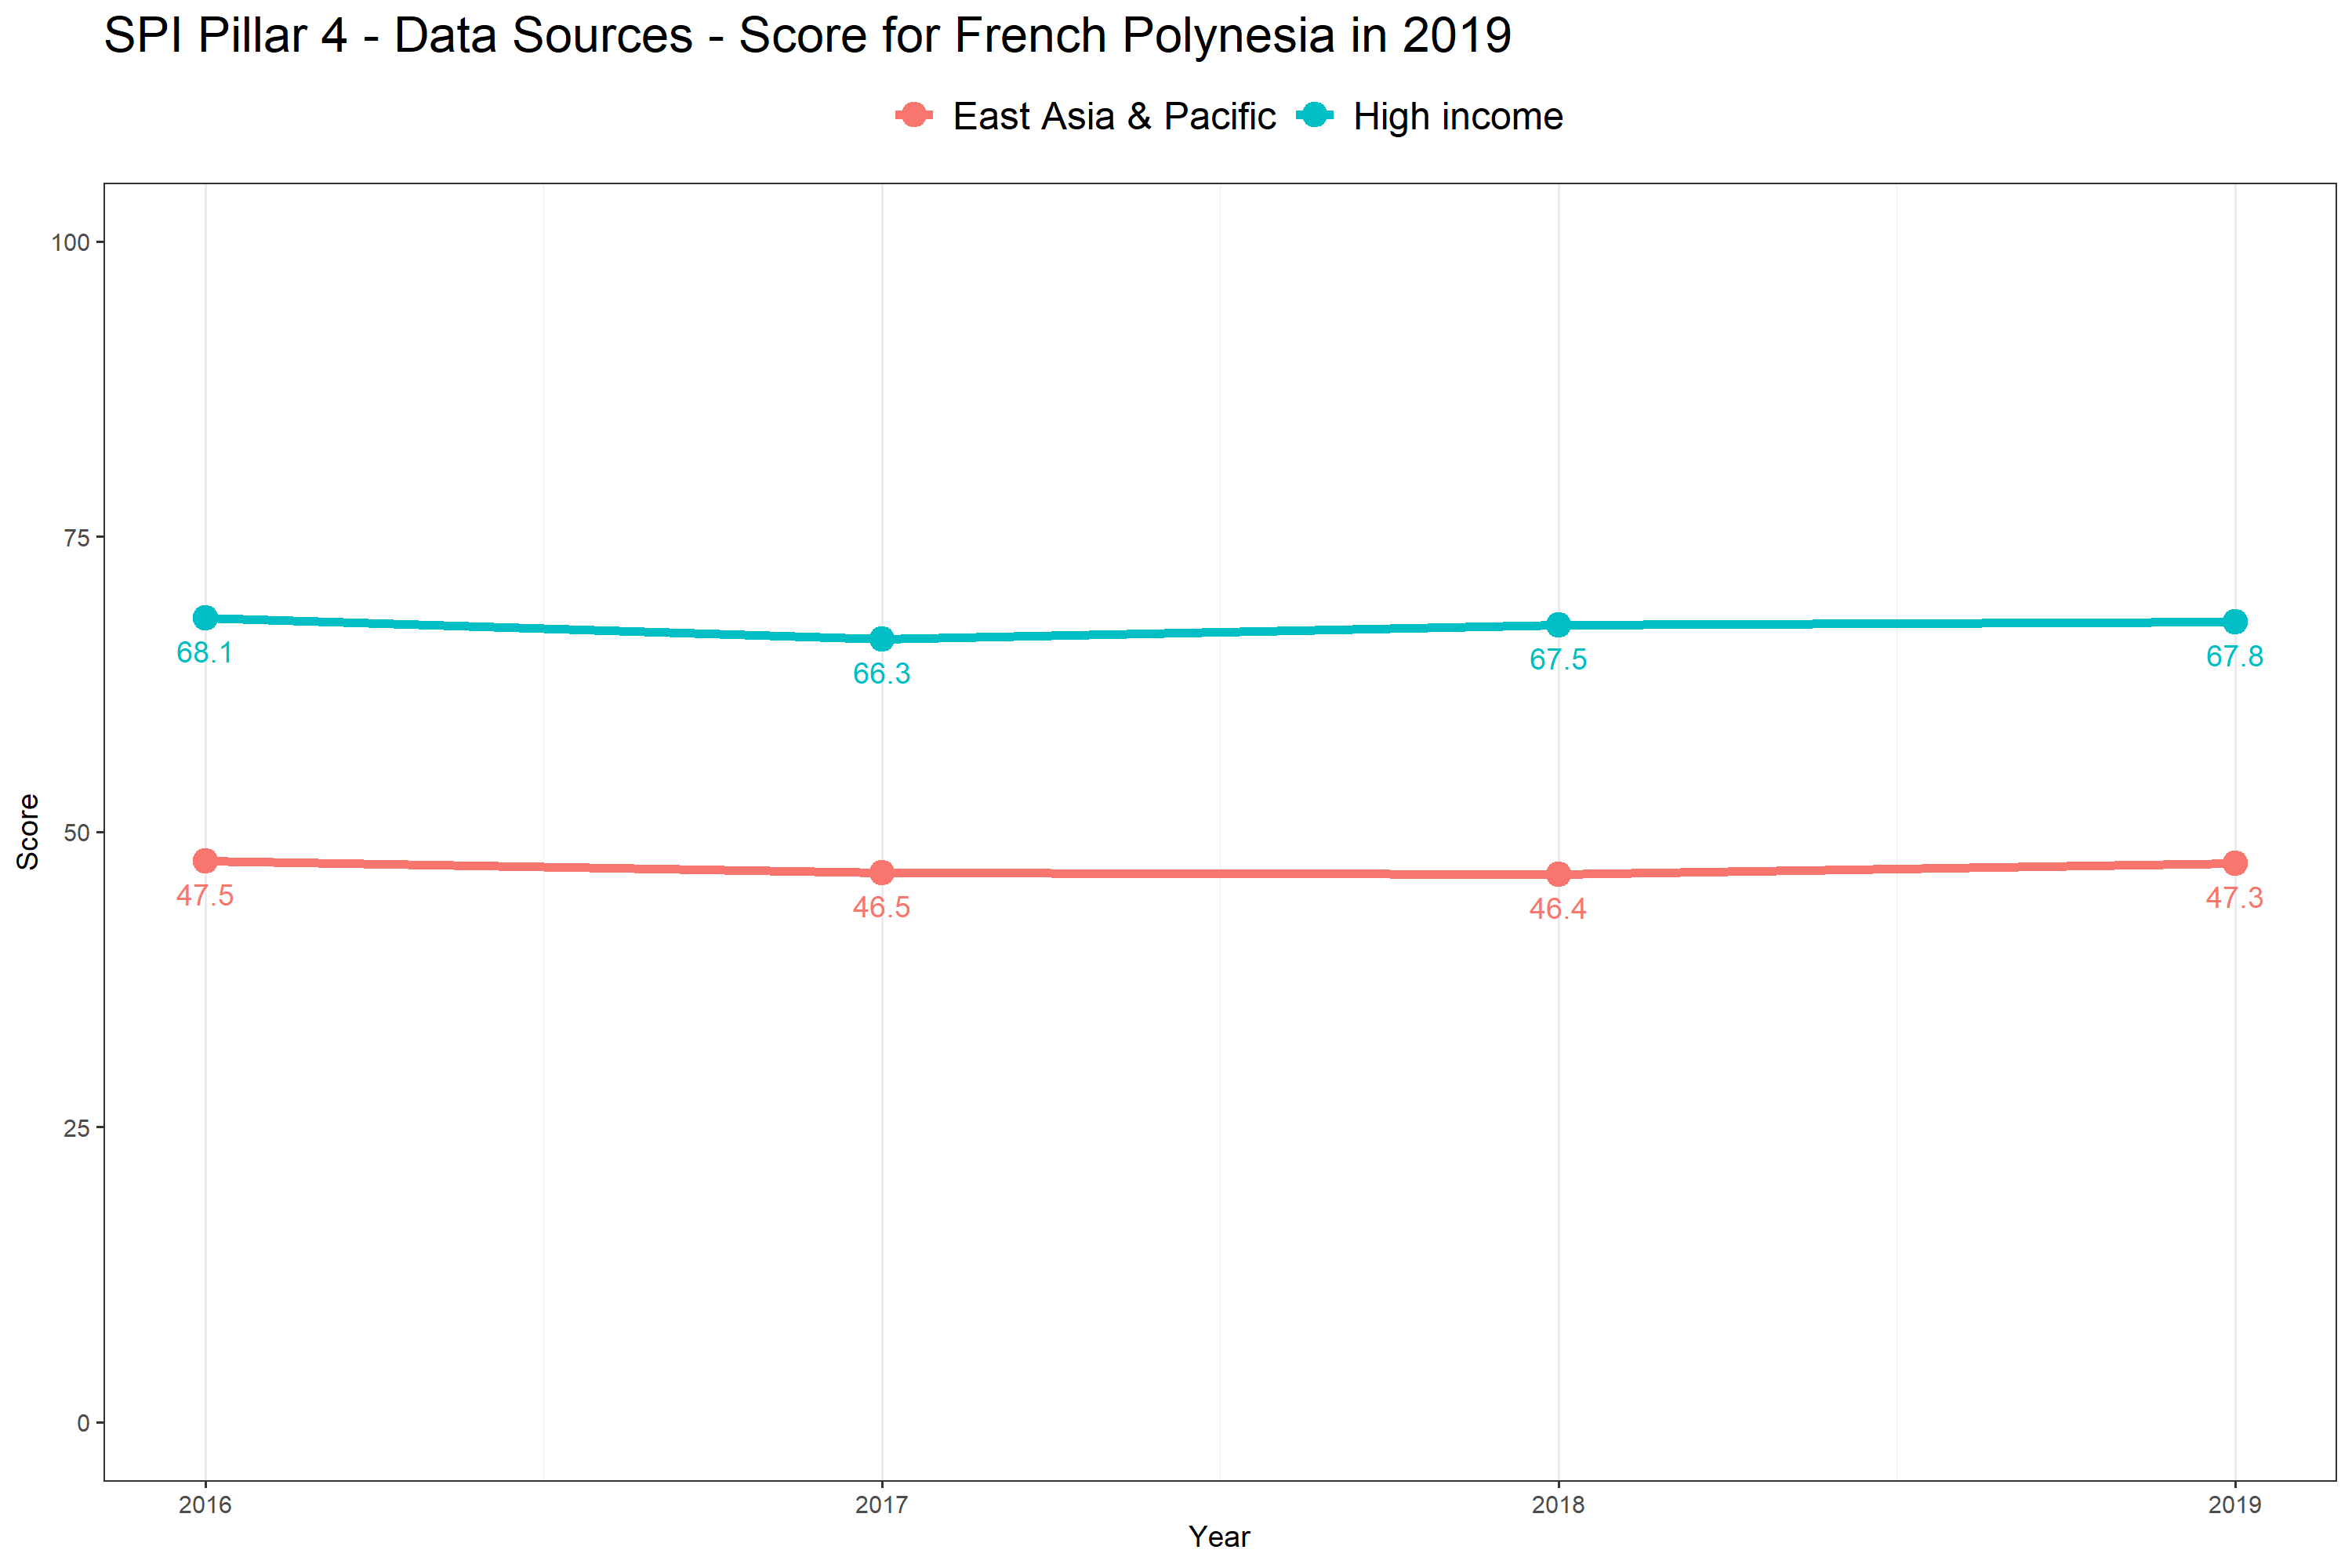 SPI Pillar 4 - Data Sources - Score for French Polynesia in 2019
East Asia & Pacific High income
100
75
50
25
0
Score
68.1 66.3 67.5 67.8
47.5 46.5 46.4 47.3
2016 2017 2018 2019
Year